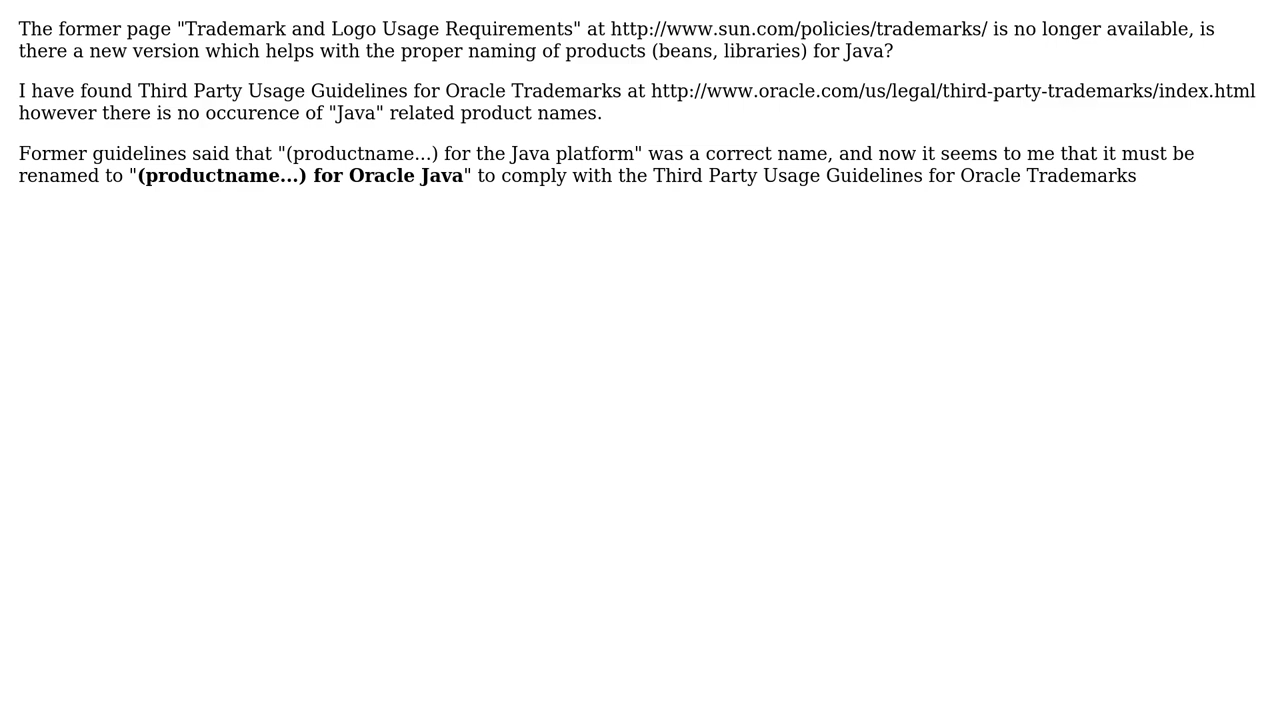 The former page "Trademark and Logo Usage Requirements" at http://www.sun.com/policies/trademarks/ is no longer available, is
there a new version which helps with the proper naming of products (beans, libraries) for Java?
I have found Third Party Usage Guidelines for Oracle Trademarks at http://www.oracle.com/us/legal/third-party-trademarks/index.html
however there is no occurence of "Java" related product names.
Former guidelines said that "(productname...) for the Java platform" was a correct name, and now it seems to me that it must be
renamed to "(productname...) for Oracle Java" to comply with the Third Party Usage Guidelines for Oracle Trademarks